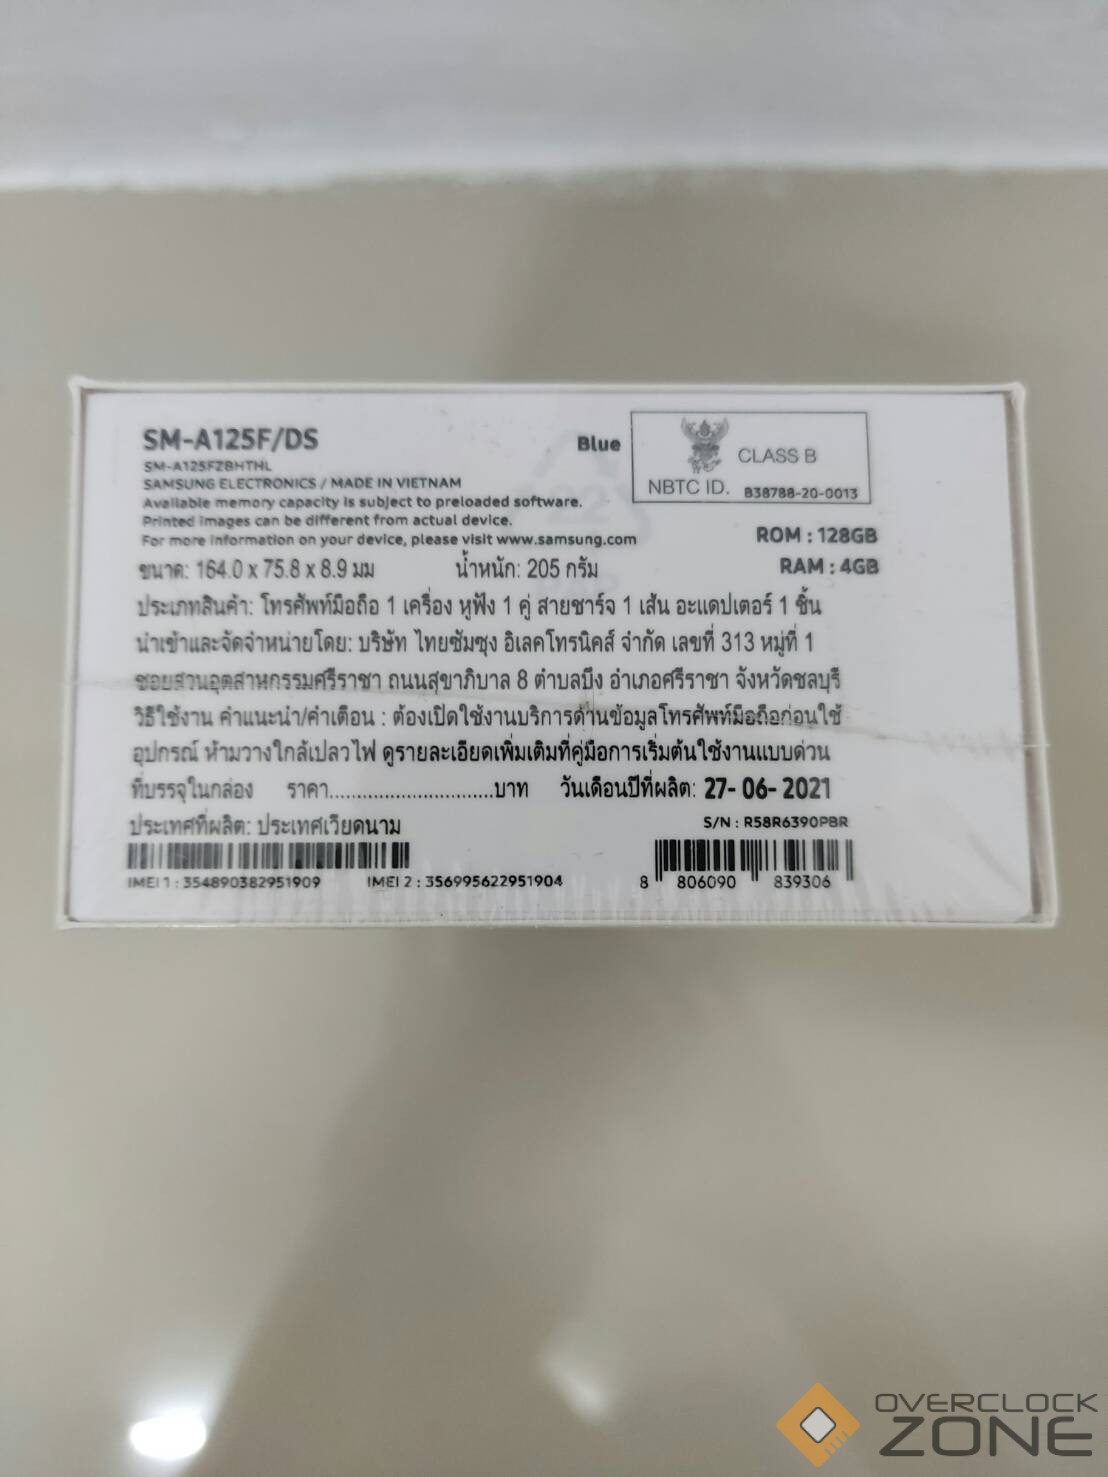 SM-A125F/DS
Blue
SM-A125FZBHTHL
SAMSUNG ELECTRONICS / MADE IN VIETNAM
Available memory capacity is subject to preloaded software.
Printed images can be different from actual device.
For more information on your device, please visit www.samsung.com
CLASS B
NBTC ID. B38788-20-0013
ROM : 128GB
RAM : 4GB
ขนาด: 164.0 x 75.8 x 8.9 มม น้ำหนัก: 205 กรัม
ประเภทสินค้า: โทรศัพท์มือถือ 1 เครื่อง หูฟัง 1 คู่ สายชาร์จ 1 เส้น อะแดปเตอร์ 1 ชิ้น
นำเข้าและจัดจำหน่ายโดย: บริษัท ไทยซัมซุง อิเลคโทรนิคส์ จำกัด เลขที่ 313 หมู่ที่ 1
ซอยสวนอุตสาหกรรมศรีราชา ถนนสุขาภิบาล 8 ตำบลบึง อำเภอศรีราชา จังหวัดชลบุรี
วิธีใช้งาน คำแนะนำ/คำเตือน : ต้องเปิดใช้งานบริการด้านข้อมูลโทรศัพท์มือถือก่อนใช้
อุปกรณ์ ห้ามวางใกล้เปลวไฟ ดูรายละเอียดเพิ่มเติมที่คู่มือการเริ่มต้นใช้งานแบบด่วน
ที่บรรจุในกล่อง ราคา..............................บาท วันเดือนปีที่ผลิต: 27-06-2021
ประเทศที่ผลิต: ประเทศเวียดนาม
S/N : R58R6390PBR
IMEI 1 : 354890382951909 IMEI 2 : 356995622951904
8 806090 839306
OVERCLOCK
ZONE